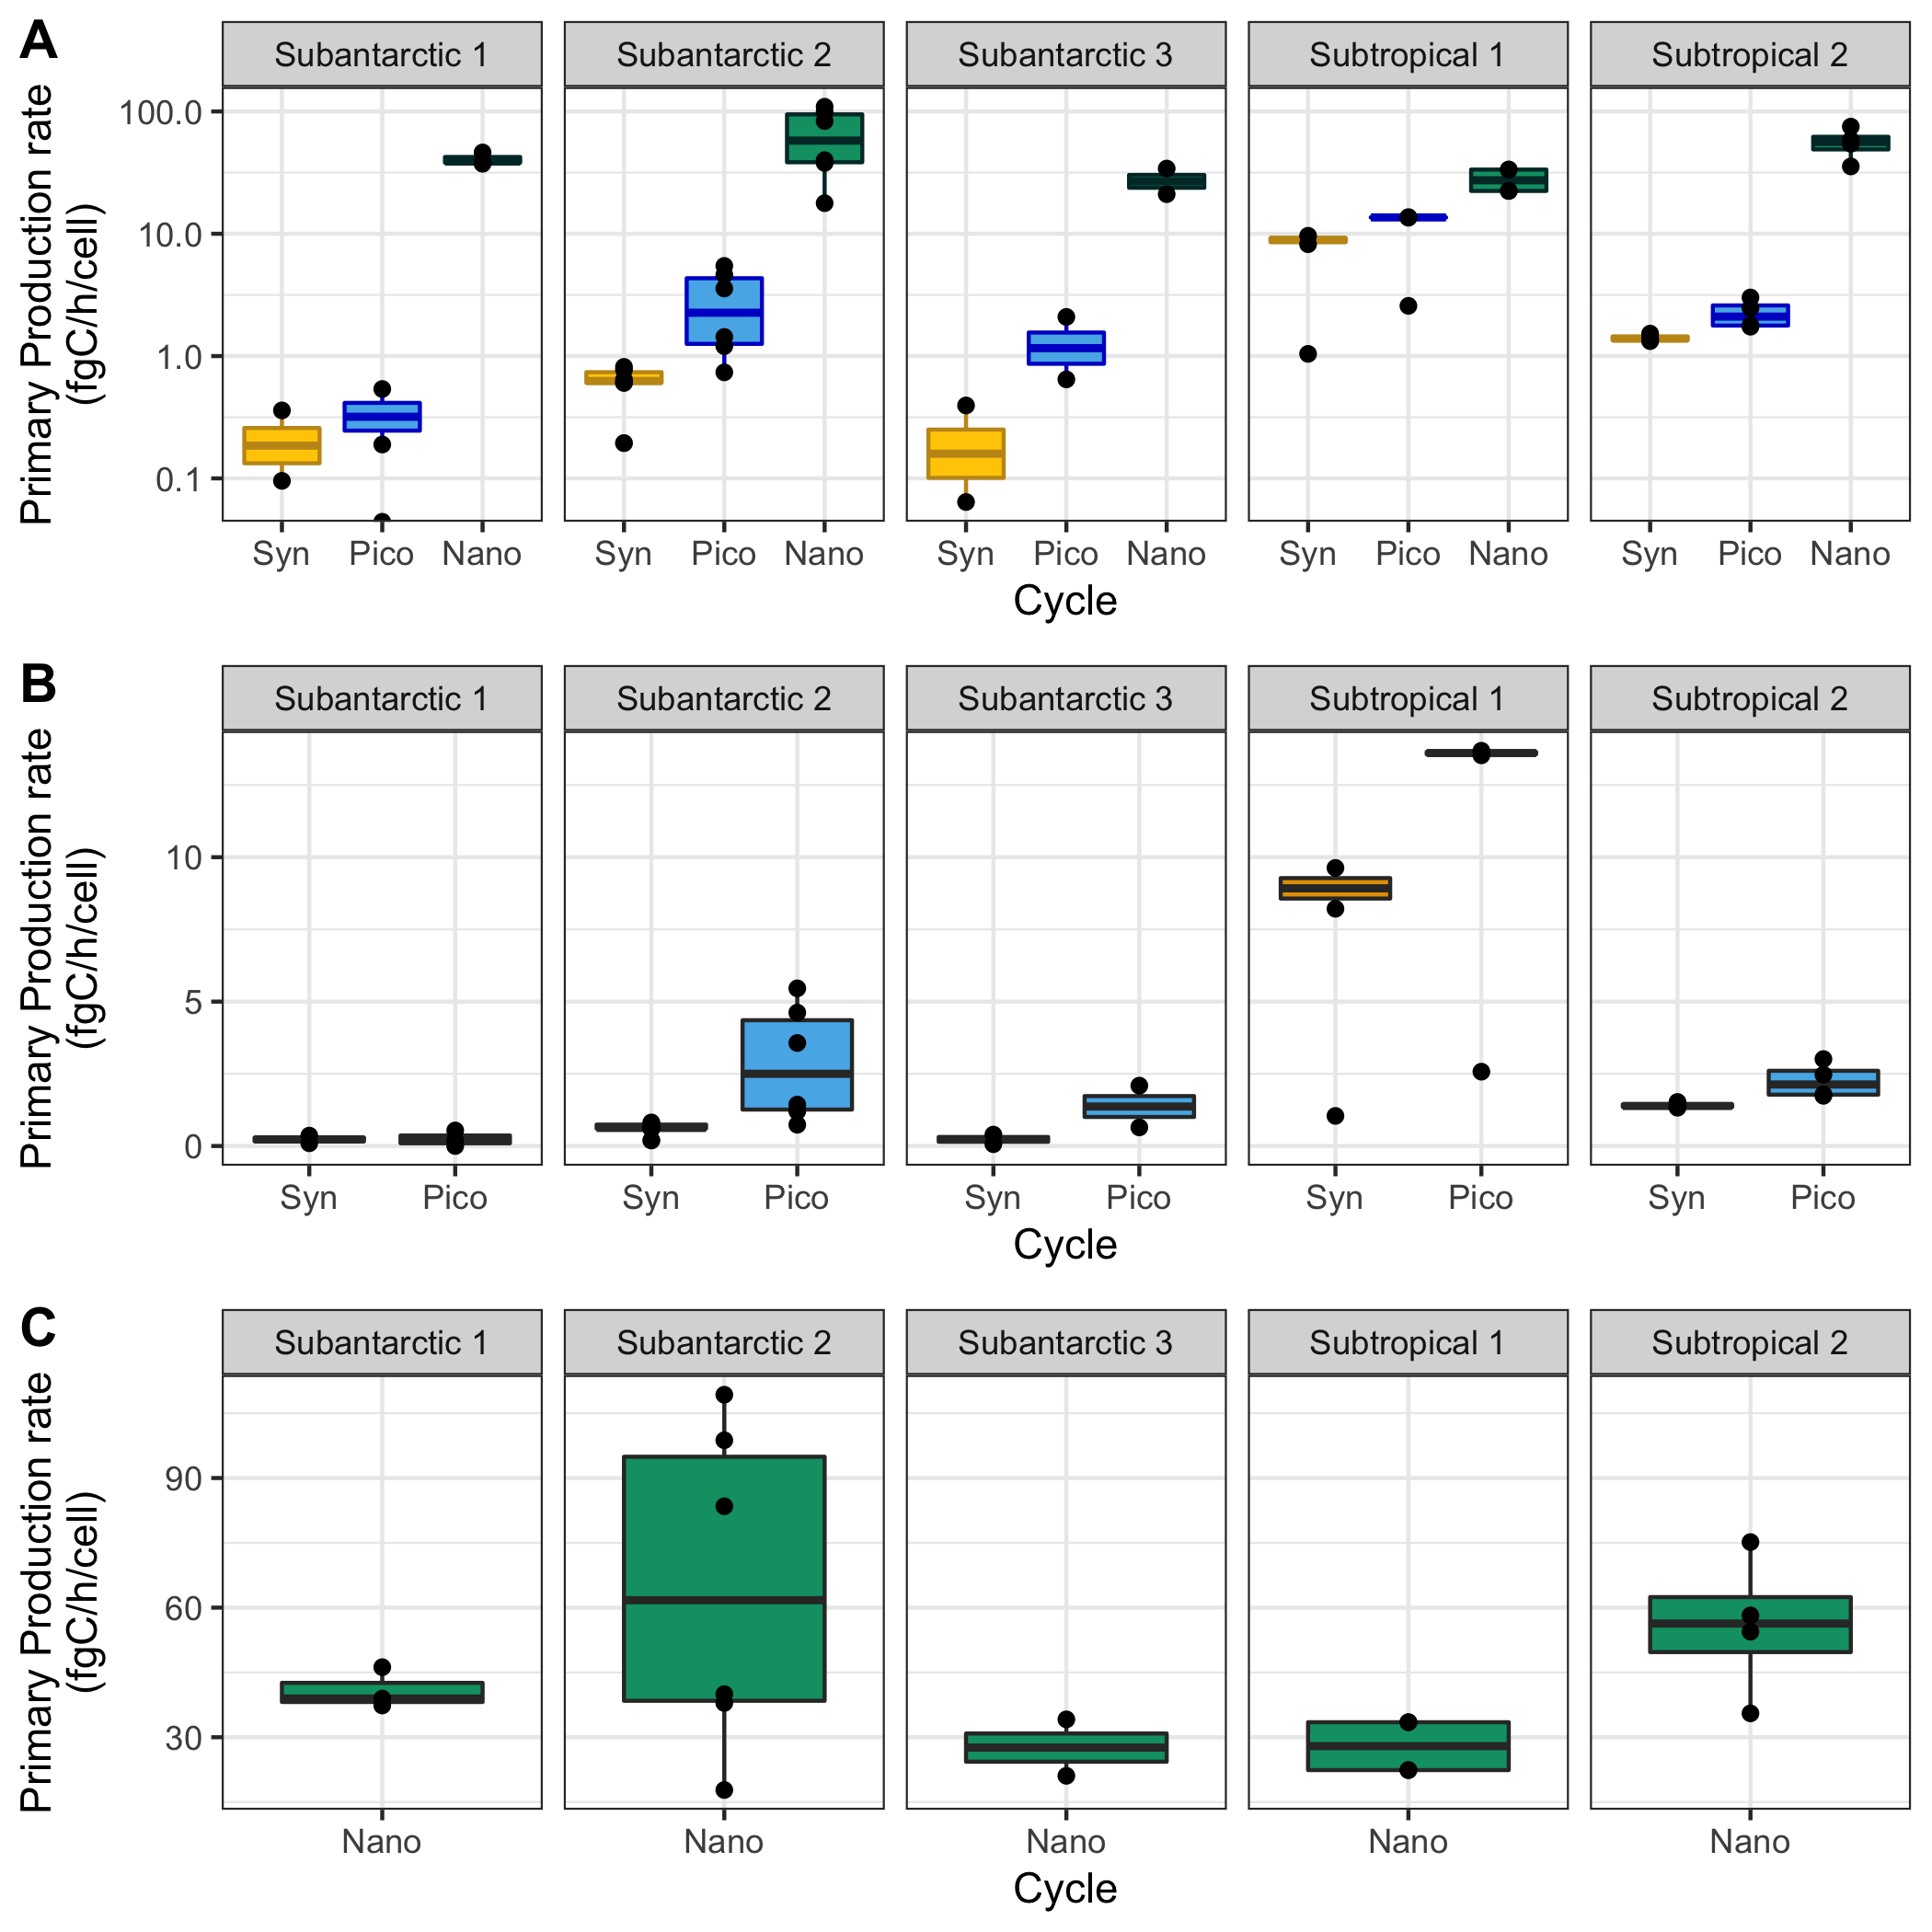 A
Subantarctic 1 Subantarctic 2 Subantarctic 3 Subtropical 1 Subtropical 2
Primary Production rate
(fgC/h/cell)
100.0
10.0
1.0
0.1
Syn Pico Nano Syn Pico Nano Syn Pico Nano Syn Pico Nano Syn Pico Nano
Cycle
B
Subantarctic 1 Subantarctic 2 Subantarctic 3 Subtropical 1 Subtropical 2
Primary Production rate
(fgC/h/cell)
10
5
0
Syn Pico Syn Pico Syn Pico Syn Pico Syn Pico
Cycle
C
Subantarctic 1 Subantarctic 2 Subantarctic 3 Subtropical 1 Subtropical 2
Primary Production rate
(fgC/h/cell)
90
60
30
Nano Nano Nano Nano Nano
Cycle